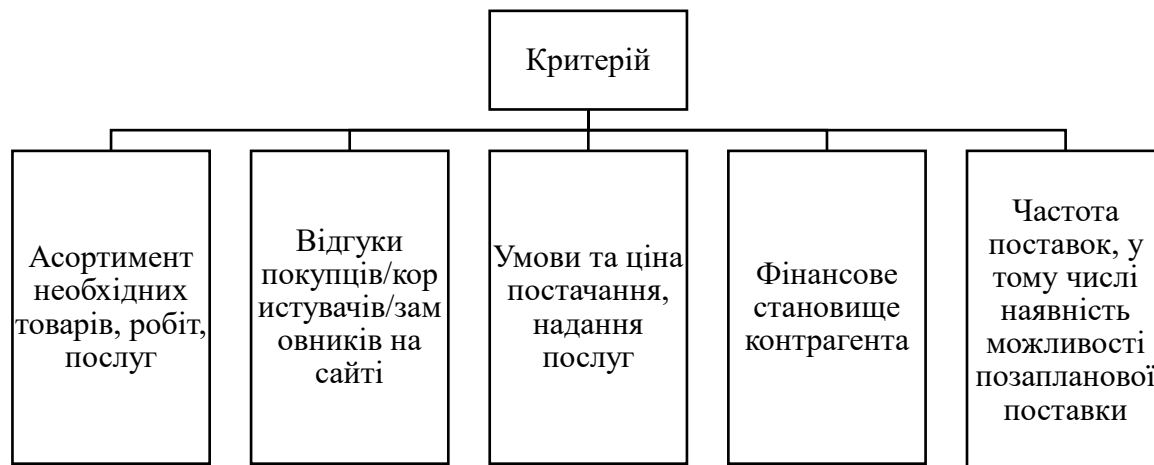 Критерій
Асортимент
необхідних
товарів, робіт,
послуг
Відгуки
покупців/кор
истувачів/зам
овників на
сайті
Умови та ціна
постачання,
надання
послуг
Фінансове
становище
контрагента
Частота
поставок, у
тому числі
наявність
можливості
позапланової
поставки